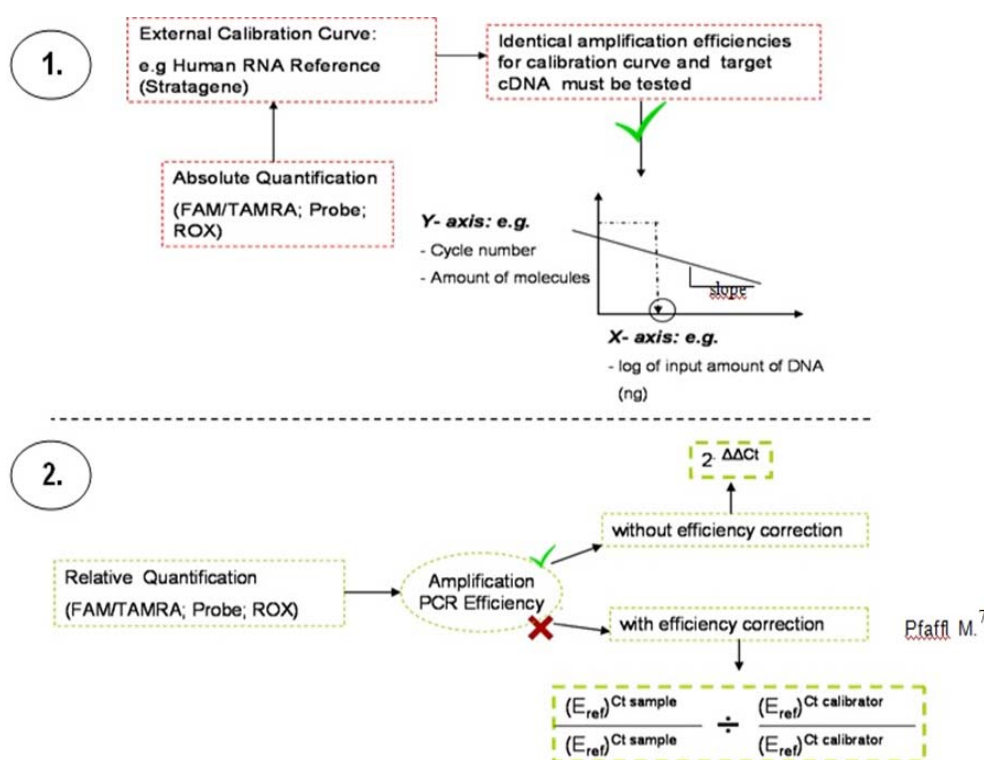 1.
External Calibration Curve:
e.g Human RNA Reference
(Stratagene)
Identical amplification efficiencies
for calibration curve and target
cDNA must be tested
Absolute Quantification
(FAM/TAMRA; Probe;
ROX)
Y- axis: e.g.
- Cycle number
- Amount of molecules
slope
X- axis: e.g.
- log of input amount of DNA
(ng)
2.
2- ΔΔCt
without efficiency correction
Relative Quantification
(FAM/TAMRA; Probe; ROX)
Amplification
PCR Efficiency
with efficiency correction
Pfaffl M.7
(Eref)Ct sample ÷ (Eref)Ct calibrator
(Eref)Ct sample (Eref)Ct calibrator